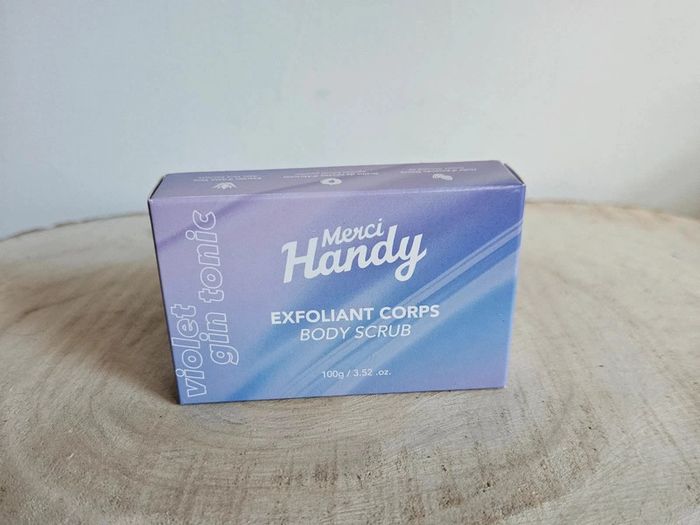 Merci
Handy
EXFOLIANT CORPS
BODY SCRUB
100g / 3.52 .oz.
violet
gin tonic